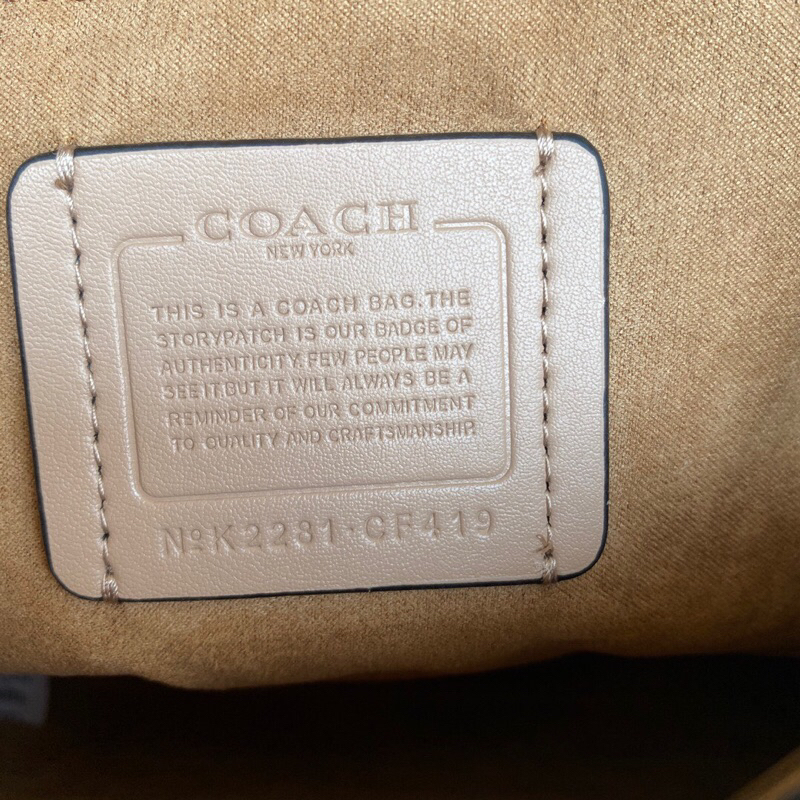 COACH
NEW YORK
THIS IS A COACH BAG. THE
STORYPATCH IS OUR BADGE OF
AUTHENTICITY. FEW PEOPLE MAY
SEE IT BUT IT WILL ALWAYS BE A
REMINDER OF OUR COMMITMENT
TO QUALITY AND CRAFTSMANSHIP.
NºK2281·CF419